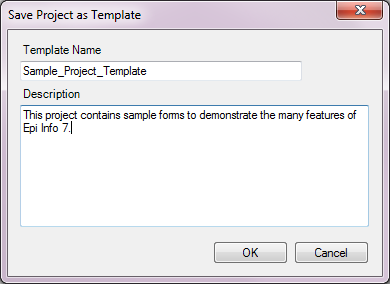 Save Project as Template
Template Name
Sample_Project_Template
Description
This project contains sample forms to demonstrate the many features of
Epi Info 7.
OK
Cancel